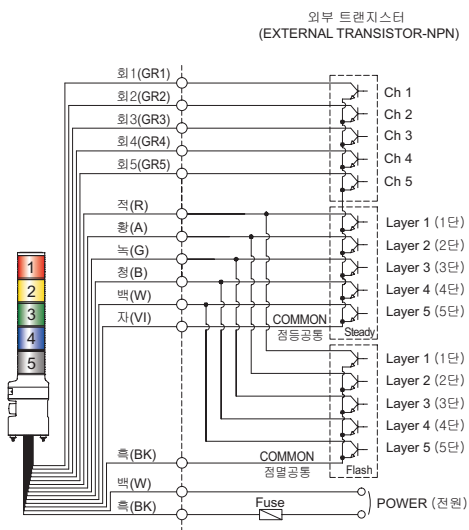 외부 트랜지스터
(EXTERNAL TRANSISTOR-NPN)
회1(GR1)
회2(GR2)
회3(GR3)
회4(GR4)
회5(GR5)
Ch 1
Ch 2
Ch 3
Ch 4
Ch 5
적(R)
황(A)
녹(G)
청(B)
백(W)
자(VI)
Layer 1 (1단)
Layer 2 (2단)
Layer 3 (3단)
Layer 4 (4단)
Layer 5 (5단)
COMMON
점등공통
Steady
1
2
3
4
5
Layer 1 (1단)
Layer 2 (2단)
Layer 3 (3단)
Layer 4 (4단)
Layer 5 (5단)
흑(BK)
COMMON
점멸공통
Flash
백(W)
흑(BK)
Fuse
POWER (전원)